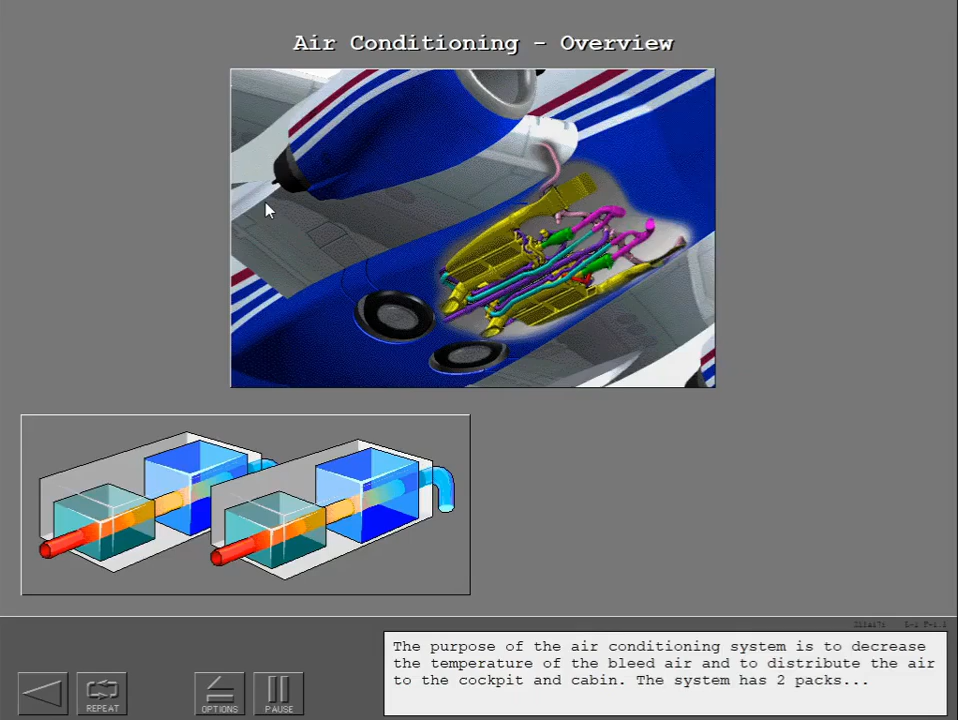 Air Conditioning - Overview
The purpose of the air conditioning system is to decrease
the temperature of the bleed air and to distribute the air
to the cockpit and cabin. The system has 2 packs...
REPEAT
OPTIONS
PAUSE